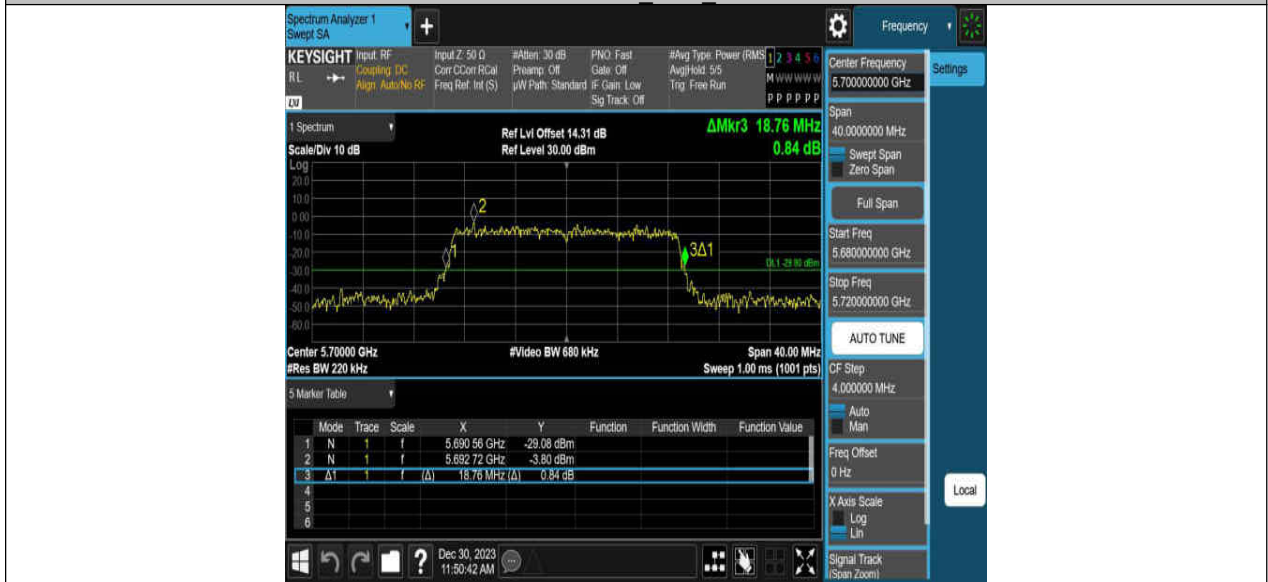 Spectrum Analyzer 1
Swept SA
+
Frequency
KEYSIGHT
RL
Input: RF
Coupling: DC
Align: Auto/No RF
Input Z: 50 Ω
Corr CCorr RCal
Freq Ref: Int (S)
#Atten: 30 dB
Preamp: Off
µW Path: Standard
PNO: Fast
Gate: Off
IF Gain: Low
Sig Track: Off
#Avg Type: Power (RMS
Avg|Hold: 5/5
Trig: Free Run
1 2 3 4 5 6
M W W W W W
P P P P P P
1 Spectrum
Scale/Div 10 dB
Ref Lvl Offset 14.31 dB
Ref Level 30.00 dBm
ΔMkr3 18.76 MHz
0.84 dB
Log
20.0
10.0
0.00
-10.0
-20.0
-30.0
-40.0
-50.0
-60.0
2
1
3Δ1
DL1 -29.80 dBm
Center 5.70000 GHz
#Res BW 220 kHz
#Video BW 680 kHz
Span 40.00 MHz
Sweep 1.00 ms (1001 pts)
5 Marker Table
Mode Trace Scale X Y Function Function Width Function Value
1 N 1 f 5.690 56 GHz -29.08 dBm
2 N 1 f 5.692 72 GHz -3.80 dBm
3 Δ1 1 f (Δ) 18.76 MHz (Δ) 0.84 dB
4
5
6
Dec 30, 2023
11:50:42 AM
Center Frequency
5.700000000 GHz
Settings
Span
40.0000000 MHz
Swept Span
Zero Span
Full Span
Start Freq
5.680000000 GHz
Stop Freq
5.720000000 GHz
AUTO TUNE
CF Step
4.000000 MHz
Auto
Man
Freq Offset
0 Hz
X Axis Scale
Log
Lin
Local
Signal Track
(Span Zoom)